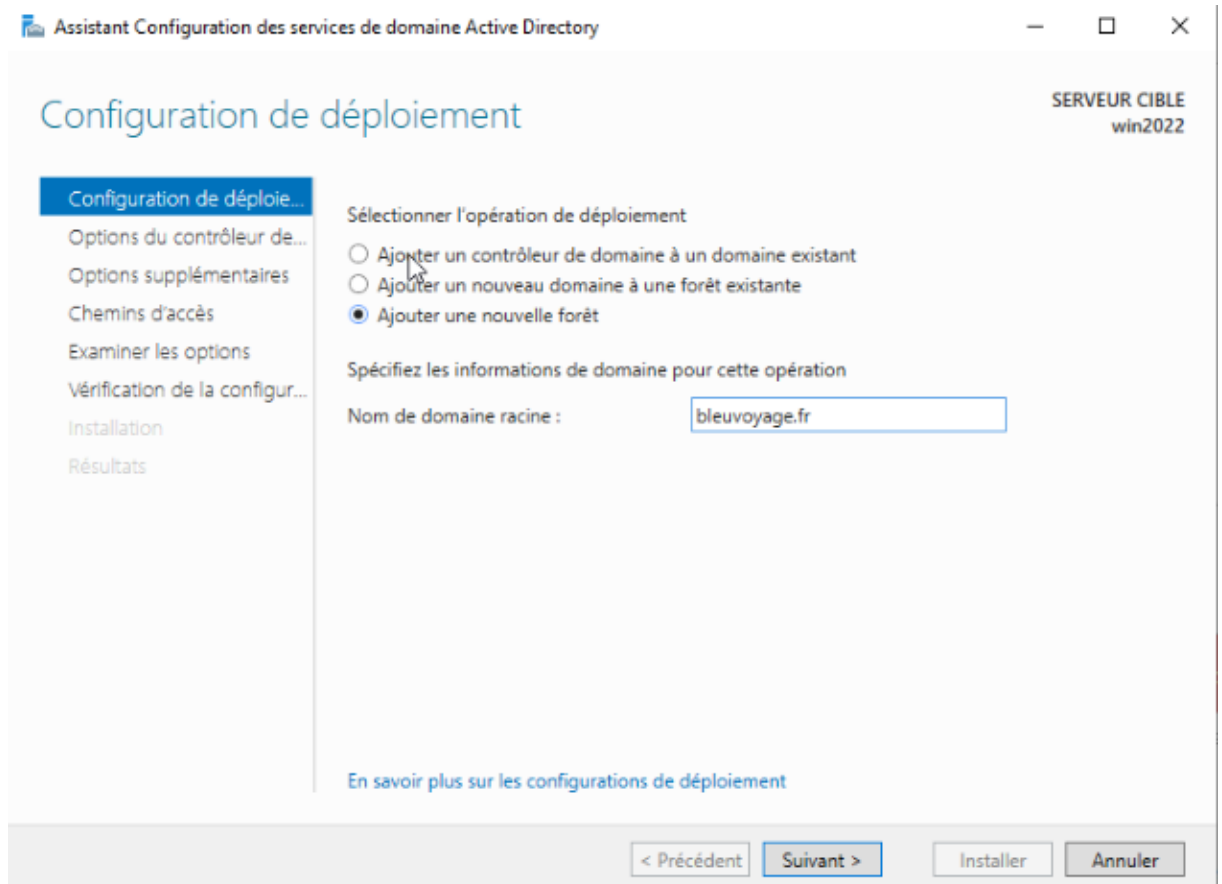 Assistant Configuration des services de domaine Active Directory
Configuration de déploiement
SERVEUR CIBLE
win2022
Configuration de déploie...
Options du contrôleur de...
Options supplémentaires
Chemins d'accès
Examiner les options
Vérification de la configur...
Installation
Résultats
Sélectionner l'opération de déploiement
Ajouter un contrôleur de domaine à un domaine existant
Ajouter un nouveau domaine à une forêt existante
Ajouter une nouvelle forêt
Spécifiez les informations de domaine pour cette opération
Nom de domaine racine : bleuvoyage.fr
En savoir plus sur les configurations de déploiement
< Précédent Suivant > Installer Annuler